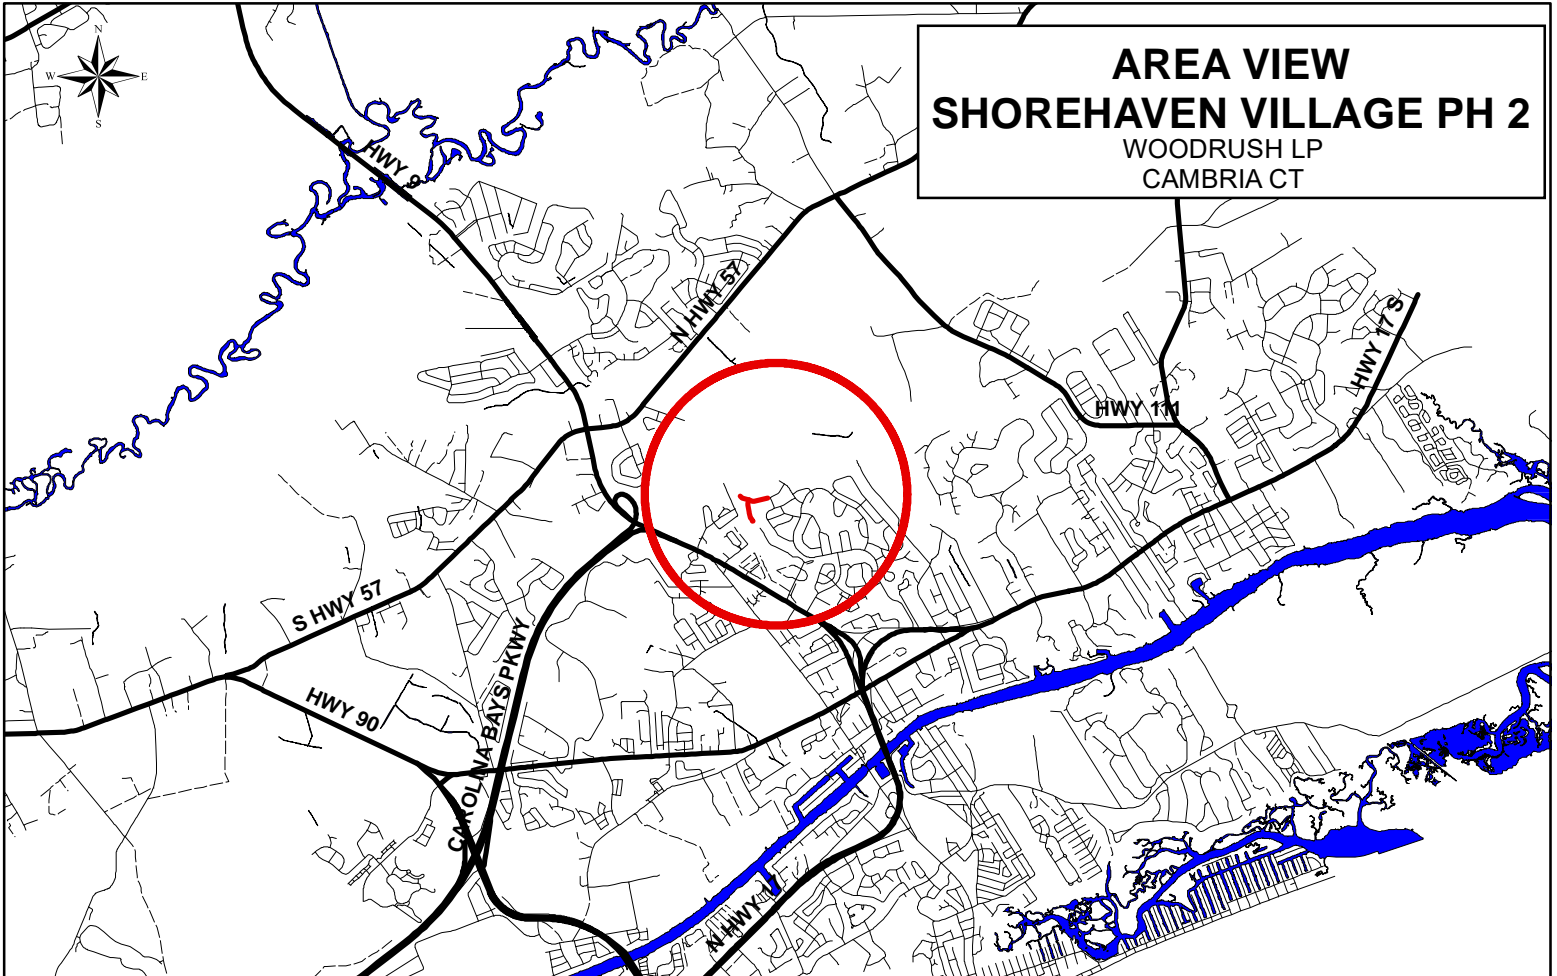 AREA VIEW
SHOREHAVEN VILLAGE PH 2
WOODRUSH LP
CAMBRIA CT
N
W
E
S
HWY 9
N HWY 57
HWY 17 S
HWY 111
S HWY 57
CAROLINA BAYS PKWY
HWY 90
N HWY 17